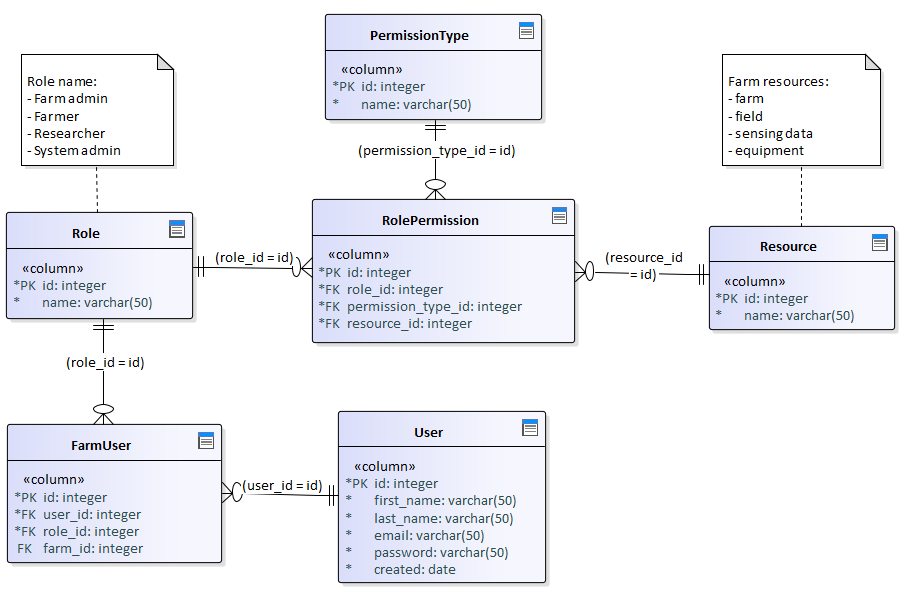 PermissionType
«column»
*PK id: integer
* name: varchar(50)
Role name:
- Farm admin
- Farmer
- Researcher
- System admin
Farm resources:
- farm
- field
- sensing data
- equipment
(permission_type_id = id)
Role
«column»
*PK id: integer
* name: varchar(50)
(role_id = id)
RolePermission
«column»
*PK id: integer
*FK role_id: integer
*FK permission_type_id: integer
*FK resource_id: integer
(resource_id
= id)
Resource
«column»
*PK id: integer
* name: varchar(50)
(role_id = id)
FarmUser
«column»
*PK id: integer
*FK user_id: integer
*FK role_id: integer
FK farm_id: integer
(user_id = id)
User
«column»
*PK id: integer
* first_name: varchar(50)
* last_name: varchar(50)
* email: varchar(50)
* password: varchar(50)
* created: date